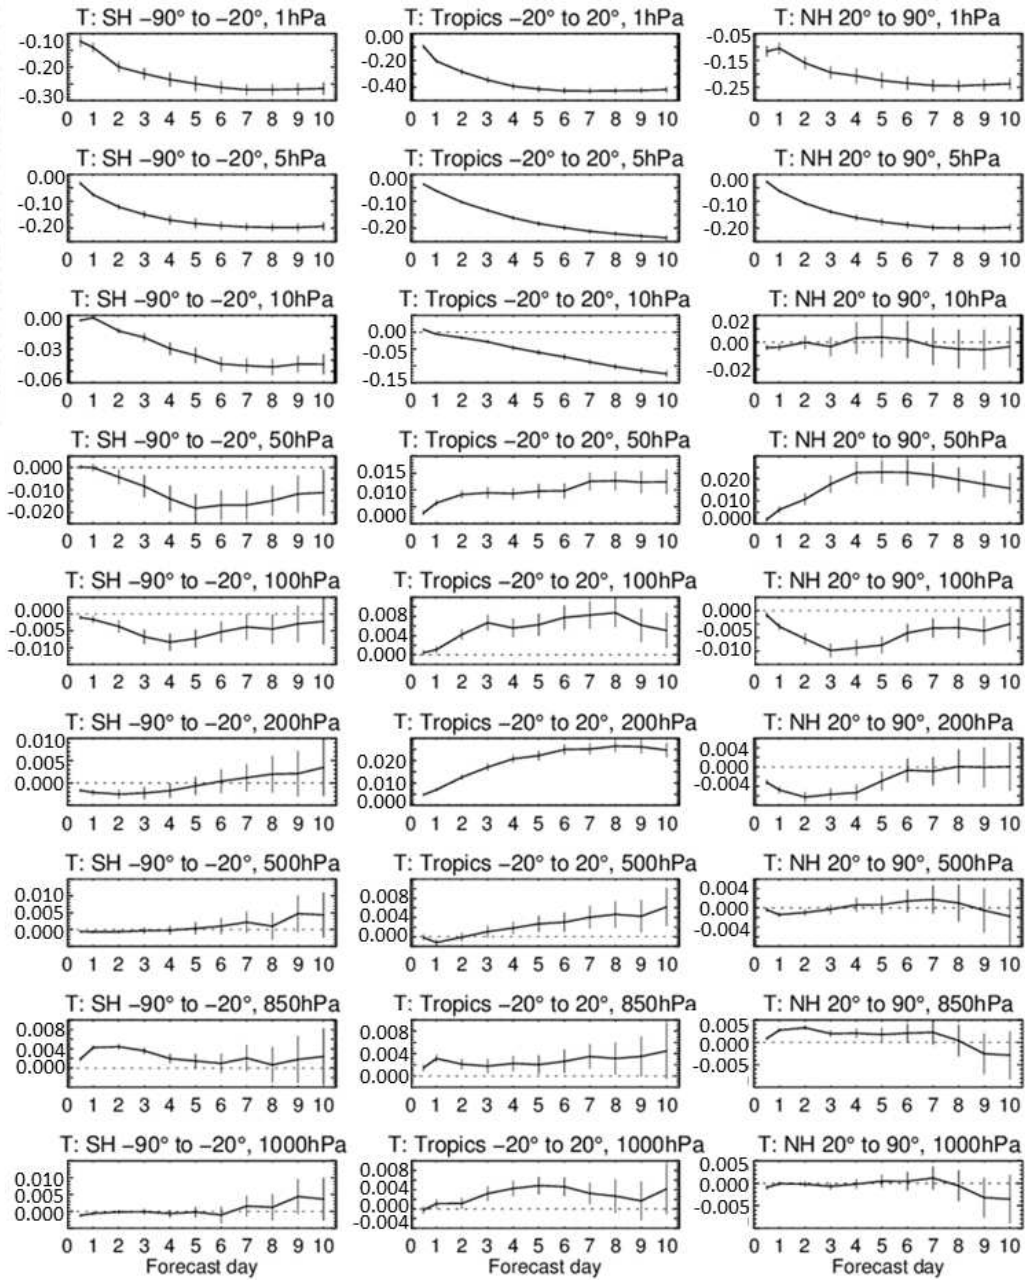 T: SH −90° to −20°, 1hPa
-0.10
-0.20
-0.30
0 1 2 3 4 5 6 7 8 9 10
T: Tropics −20° to 20°, 1hPa
0.00
-0.20
-0.40
0 1 2 3 4 5 6 7 8 9 10
T: NH 20° to 90°, 1hPa
-0.05
-0.15
-0.25
0 1 2 3 4 5 6 7 8 9 10
T: SH −90° to −20°, 5hPa
0.00
-0.10
-0.20
0 1 2 3 4 5 6 7 8 9 10
T: Tropics −20° to 20°, 5hPa
0.00
-0.10
-0.20
0 1 2 3 4 5 6 7 8 9 10
T: NH 20° to 90°, 5hPa
0.00
-0.10
-0.20
0 1 2 3 4 5 6 7 8 9 10
T: SH −90° to −20°, 10hPa
0.00
-0.03
-0.06
0 1 2 3 4 5 6 7 8 9 10
T: Tropics −20° to 20°, 10hPa
0.00
-0.05
-0.15
0 1 2 3 4 5 6 7 8 9 10
T: NH 20° to 90°, 10hPa
0.02
0.00
-0.02
0 1 2 3 4 5 6 7 8 9 10
T: SH −90° to −20°, 50hPa
0.000
-0.010
-0.020
0 1 2 3 4 5 6 7 8 9 10
T: Tropics −20° to 20°, 50hPa
0.015
0.010
0.000
0 1 2 3 4 5 6 7 8 9 10
T: NH 20° to 90°, 50hPa
0.020
0.010
0.000
0 1 2 3 4 5 6 7 8 9 10
T: SH −90° to −20°, 100hPa
0.000
-0.005
-0.010
0 1 2 3 4 5 6 7 8 9 10
T: Tropics −20° to 20°, 100hPa
0.008
0.004
0.000
0 1 2 3 4 5 6 7 8 9 10
T: NH 20° to 90°, 100hPa
0.000
-0.005
-0.010
0 1 2 3 4 5 6 7 8 9 10
T: SH −90° to −20°, 200hPa
0.010
0.005
0.000
0 1 2 3 4 5 6 7 8 9 10
T: Tropics −20° to 20°, 200hPa
0.020
0.010
0.000
0 1 2 3 4 5 6 7 8 9 10
T: NH 20° to 90°, 200hPa
0.004
0.000
-0.004
0 1 2 3 4 5 6 7 8 9 10
T: SH −90° to −20°, 500hPa
0.010
0.005
0.000
0 1 2 3 4 5 6 7 8 9 10
T: Tropics −20° to 20°, 500hPa
0.008
0.004
0.000
0 1 2 3 4 5 6 7 8 9 10
T: NH 20° to 90°, 500hPa
0.004
0.000
-0.004
0 1 2 3 4 5 6 7 8 9 10
T: SH −90° to −20°, 850hPa
0.008
0.004
0.000
0 1 2 3 4 5 6 7 8 9 10
T: Tropics −20° to 20°, 850hPa
0.008
0.004
0.000
0 1 2 3 4 5 6 7 8 9 10
T: NH 20° to 90°, 850hPa
0.005
0.000
-0.005
0 1 2 3 4 5 6 7 8 9 10
T: SH −90° to −20°, 1000hPa
0.010
0.005
0.000
0 1 2 3 4 5 6 7 8 9 10
Forecast day
T: Tropics −20° to 20°, 1000hPa
0.008
0.004
0.000
-0.004
0 1 2 3 4 5 6 7 8 9 10
Forecast day
T: NH 20° to 90°, 1000hPa
0.005
0.000
-0.005
0 1 2 3 4 5 6 7 8 9 10
Forecast day